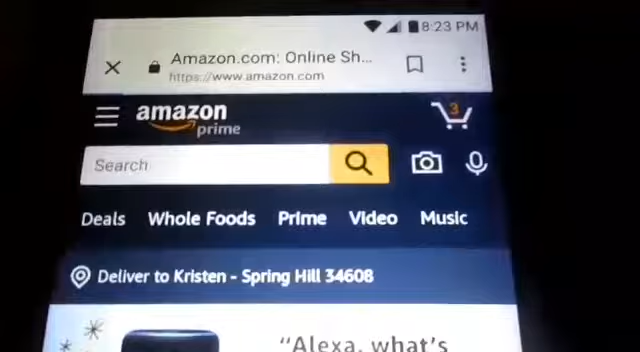 8:23 PM
Amazon.com: Online Sh...
https://www.amazon.com
amazon
prime
3
Search
Deals Whole Foods Prime Video Music
Deliver to Kristen - Spring Hill 34608
“Alexa, what’s